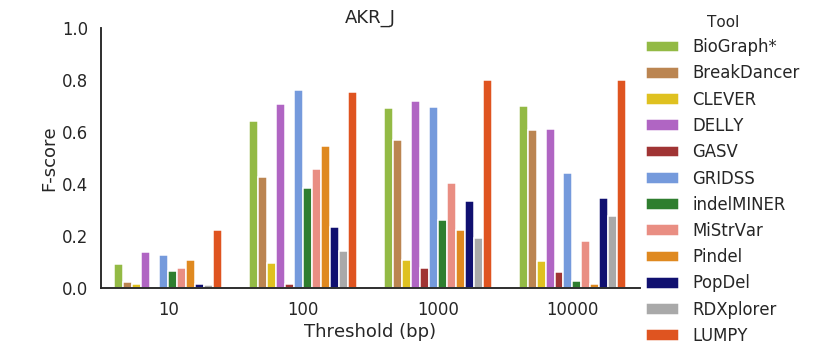 AKR_J
1.0
0.8
0.6
0.4
0.2
0.0
F-score
10
100
1000
10000
Threshold (bp)
Tool
BioGraph*
BreakDancer
CLEVER
DELLY
GASV
GRIDSS
indelMINER
MiStrVar
Pindel
PopDel
RDXplorer
LUMPY